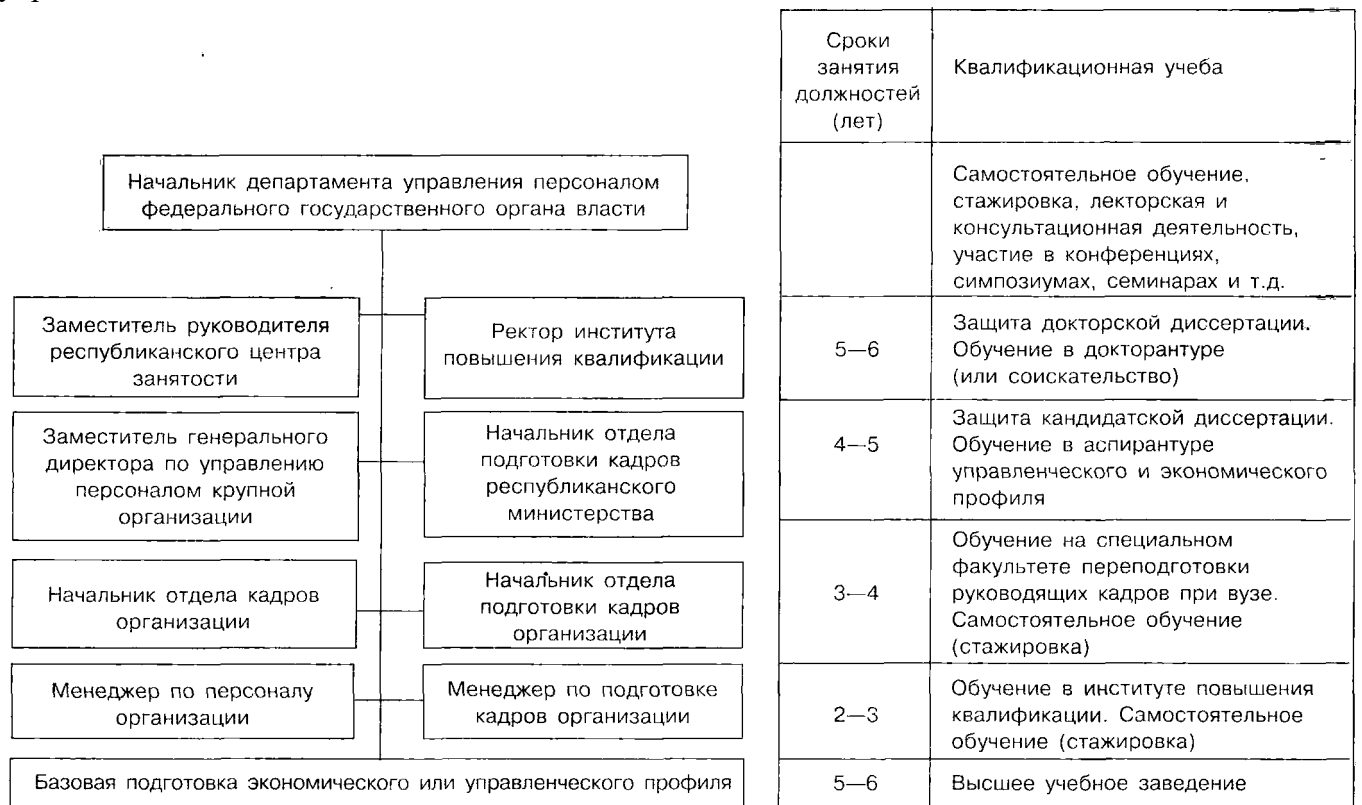 Сроки
занятия
должностей
(лет)
Квалификационная учеба
Начальник департамента управления персоналом
федерального государственного органа власти
Самостоятельное обучение,
стажировка, лекторская и
консультационная деятельность,
участие в конференциях,
симпозиумах, семинарах и т.д.
Заместитель руководителя
республиканского центра
занятости
Ректор института
повышения квалификации
5—6
Защита докторской диссертации.
Обучение в докторантуре
(или соискательство)
Заместитель генерального
директора по управлению
персоналом крупной
организации
Начальник отдела
подготовки кадров
республиканского
министерства
4—5
Защита кандидатской диссертации.
Обучение в аспирантуре
управленческого и экономического
профиля
Начальник отдела кадров
организации
Начальник отдела
подготовки кадров
организации
3—4
Обучение на специальном
факультете переподготовки
руководящих кадров при вузе.
Самостоятельное обучение
(стажировка)
Менеджер по персоналу
организации
Менеджер по подготовке
кадров организации
2—3
Обучение в институте повышения
квалификации. Самостоятельное
обучение (стажировка)
Базовая подготовка экономического или управленческого профиля
5—6
Высшее учебное заведение